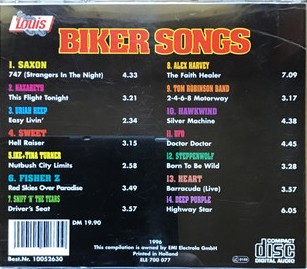 Louis
BIKER SONGS
1. SAXON
747 (Strangers In The Night) 4.33
2. NAZARETH
This Flight Tonight 3.21
3. URIAH HEEP
Easy Livin' 2.34
4. SWEET
Hell Raiser 3.15
5. IKE+TINA TURNER
Nutbush City Limits 2.58
6. FISHER Z
Red Skies Over Paradise 3.49
7. SNIFF 'N' THE TEARS
Driver's Seat 3.57
8. ALEX HARVEY
The Faith Healer 7.09
9. TOM ROBINSON BAND
2-4-6-8 Motorway 3.17
10. HAWKWIND
Silver Machine 4.38
11. UFO
Doctor Doctor 4.45
12. STEPPENWOLF
Born To Be Wild 3.28
13. HEART
Barracuda (Live) 3.57
14. DEEP PURPLE
Highway Star 6.05
DM 19.90
Best.Nr. 10052630
1996
This compilation is owned by EMI Electrola GmbH
Printed in Holland
ELX 700 077
COMPACT
disc
DIGITAL AUDIO